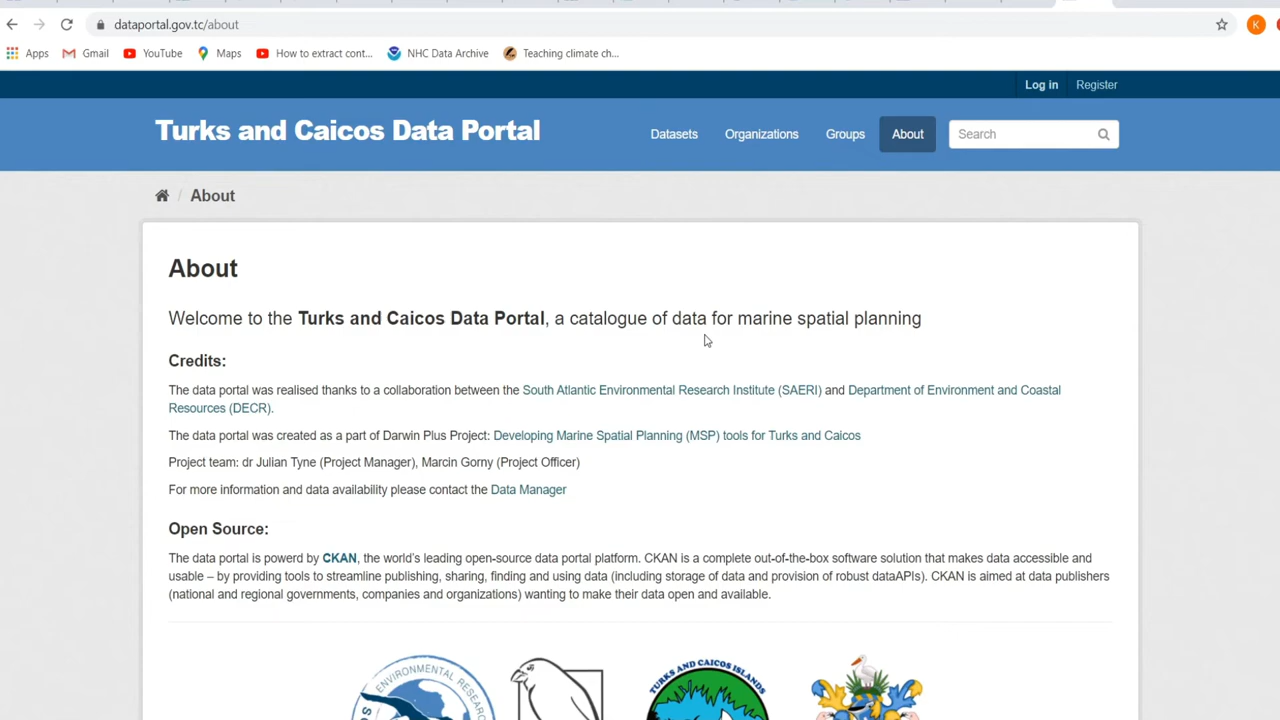 dataportal.gov.tc/about
K
Apps Gmail YouTube Maps How to extract cont... NHC Data Archive Teaching climate ch...
Log in Register
Turks and Caicos Data Portal Datasets Organizations Groups About Search
/ About
About
Welcome to the Turks and Caicos Data Portal, a catalogue of data for marine spatial planning
Credits:
The data portal was realised thanks to a collaboration between the South Atlantic Environmental Research Institute (SAERI) and Department of Environment and Coastal
Resources (DECR).
The data portal was created as a part of Darwin Plus Project: Developing Marine Spatial Planning (MSP) tools for Turks and Caicos
Project team: dr Julian Tyne (Project Manager), Marcin Gorny (Project Officer)
For more information and data availability please contact the Data Manager
Open Source:
The data portal is powerd by CKAN, the world's leading open-source data portal platform. CKAN is a complete out-of-the-box software solution that makes data accessible and
usable – by providing tools to streamline publishing, sharing, finding and using data (including storage of data and provision of robust dataAPIs). CKAN is aimed at data publishers
(national and regional governments, companies and organizations) wanting to make their data open and available.
ENVIRONMENTAL TURKS AND CAICOS ISLANDS